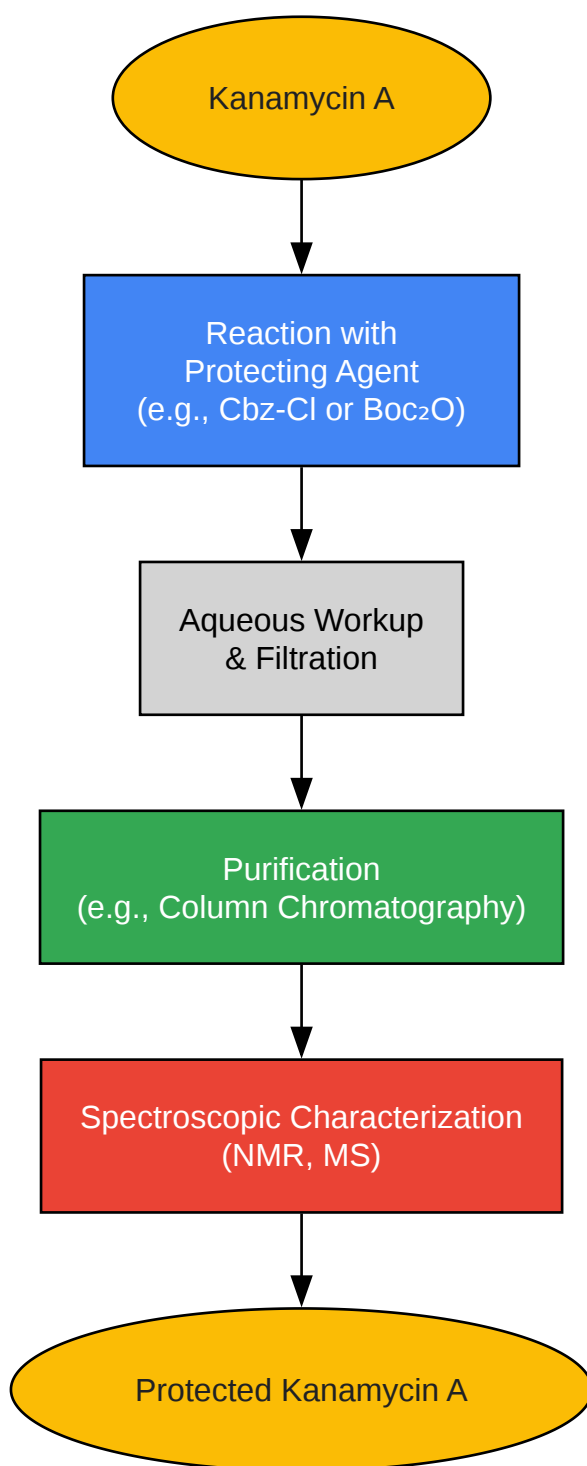 Kanamycin A
Reaction with
Protecting Agent
(e.g., Cbz-Cl or Boc₂O)
Aqueous Workup
& Filtration
Purification
(e.g., Column Chromatography)
Spectroscopic Characterization
(NMR, MS)
Protected Kanamycin A